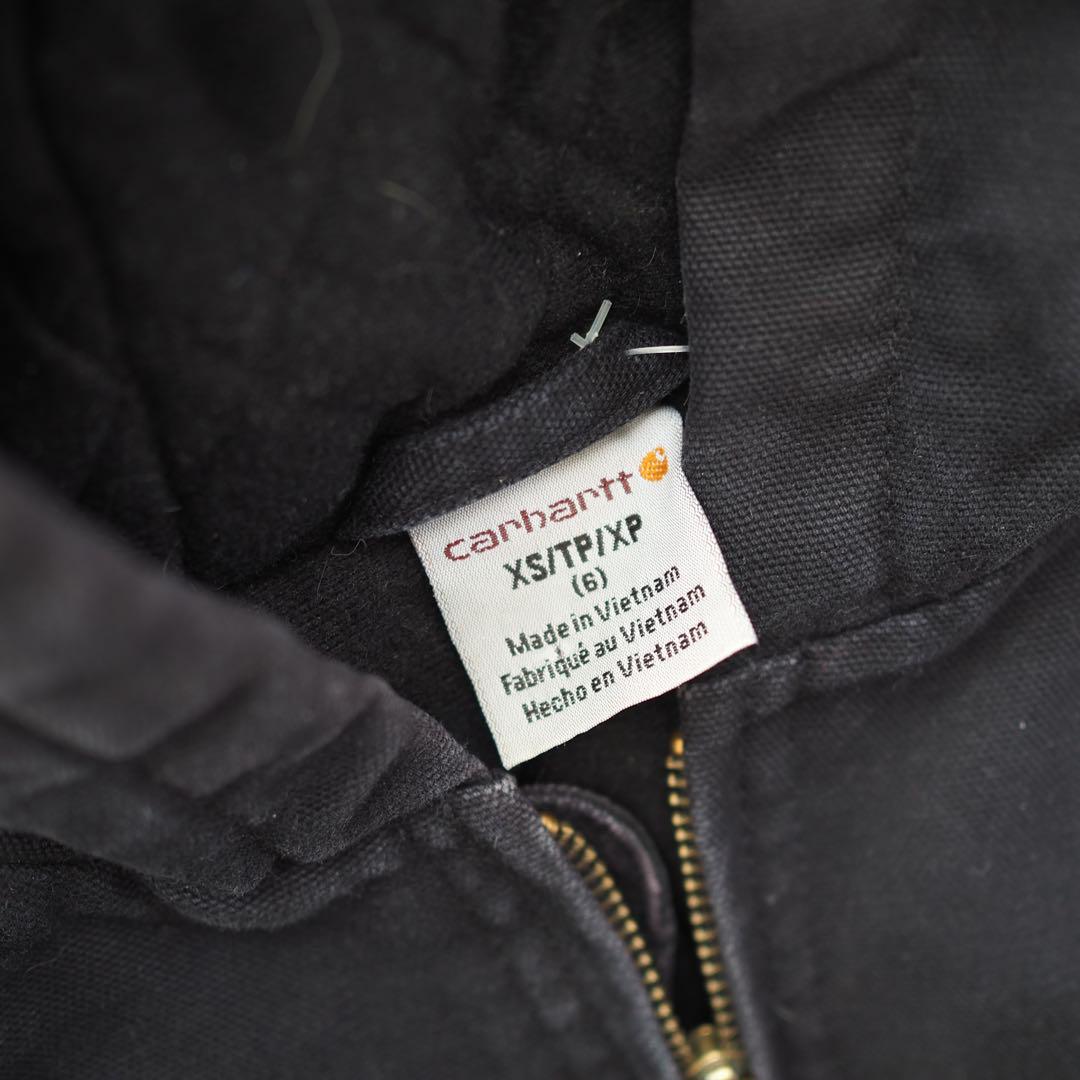 carhartt
XS/TP/XP
(6)
Made in Vietnam
Fabriqué au Vietnam
Hecho en Vietnam